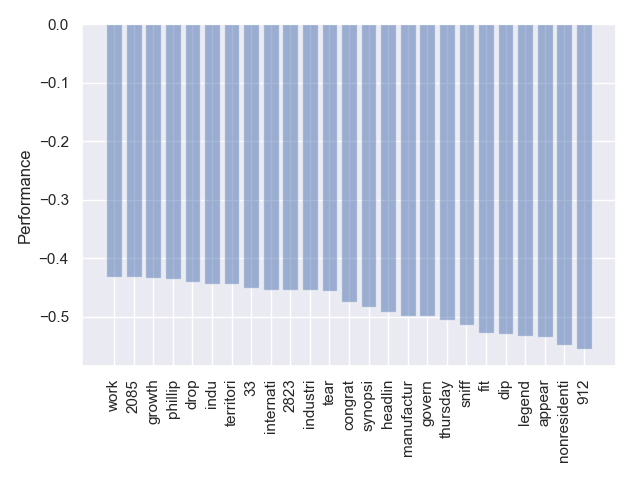 0.0
−0.1
−0.2
−0.3
−0.4
−0.5
Performance
work
2085
growth
phillip
drop
indu
territori
33
internati
2823
industri
tear
congrat
synopsi
headlin
manufactur
govern
thursday
sniff
fit
dip
legend
appear
nonresidenti
912